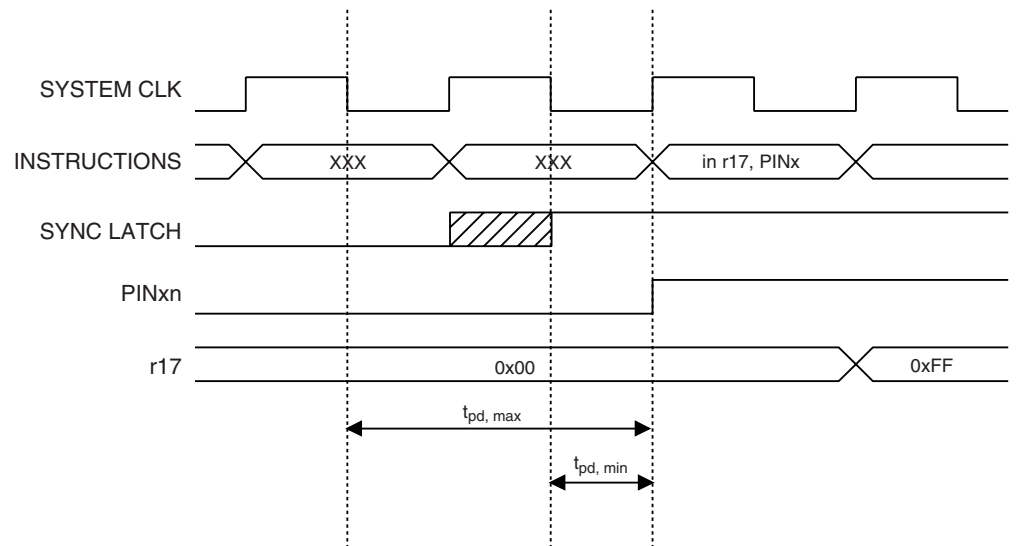 SYSTEM CLK
INSTRUCTIONS XXX XXX in r17, PINx
SYNC LATCH
PINxn
r17 0x00 0xFF
tpd, max
tpd, min